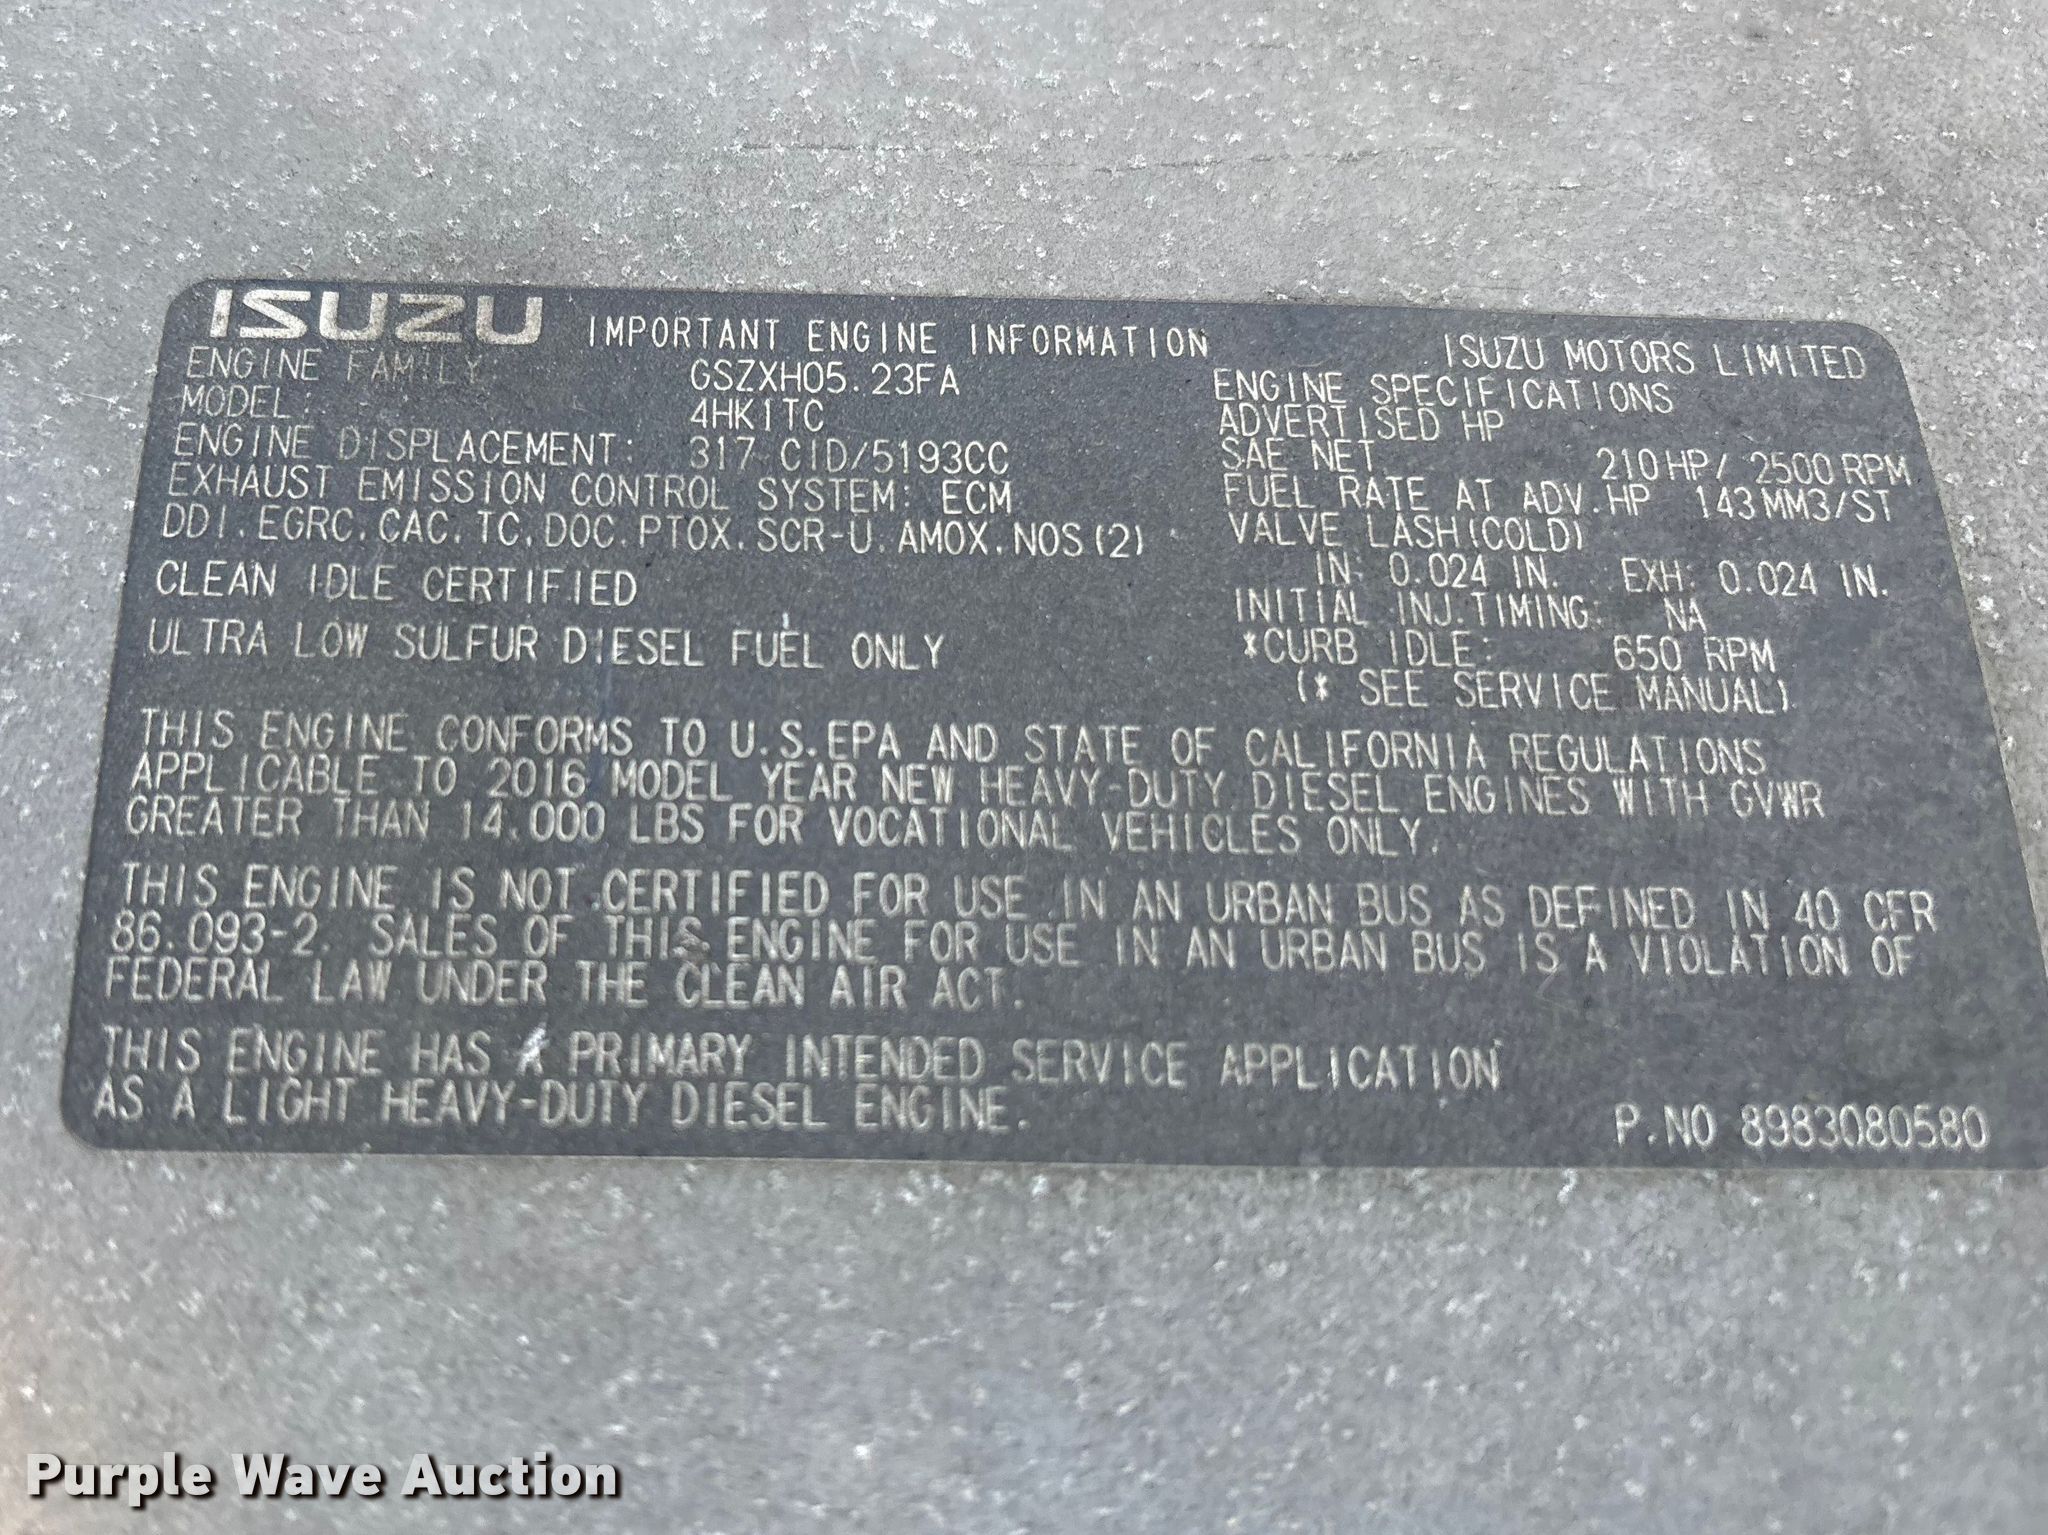 ISUZU IMPORTANT ENGINE INFORMATION ISUZU MOTORS LIMITED
ENGINE FAMILY GSZXH05.23FA
MODEL: 4HK1TC
ENGINE DISPLACEMENT: 317 CID/5193CC
EXHAUST EMISSION CONTROL SYSTEM: ECM
DDI.EGRC.CAC.TC.DOC.PTOX.SCR-U.AMOX.NOS(2)
CLEAN IDLE CERTIFIED
ULTRA LOW SULFUR DIESEL FUEL ONLY
ENGINE SPECIFICATIONS
ADVERTISED HP
SAE NET 210HP/ 2500RPM
FUEL RATE AT ADV.HP 143MM3/ST
VALVE LASH(COLD)
IN: 0.024 IN. EXH: 0.024 IN.
INITIAL INJ.TIMING: NA
*CURB IDLE: 650 RPM
(* SEE SERVICE MANUAL)
THIS ENGINE CONFORMS TO U.S.EPA AND STATE OF CALIFORNIA REGULATIONS
APPLICABLE TO 2016 MODEL YEAR NEW HEAVY-DUTY DIESEL ENGINES WITH GVWR
GREATER THAN 14.000 LBS FOR VOCATIONAL VEHICLES ONLY.
THIS ENGINE IS NOT CERTIFIED FOR USE IN AN URBAN BUS AS DEFINED IN 40 CFR
86.093-2. SALES OF THIS ENGINE FOR USE IN AN URBAN BUS IS A VIOLATION OF
FEDERAL LAW UNDER THE CLEAN AIR ACT.
THIS ENGINE HAS A PRIMARY INTENDED SERVICE APPLICATION
AS A LIGHT HEAVY-DUTY DIESEL ENGINE.
P.NO 8983080580
Purple Wave Auction